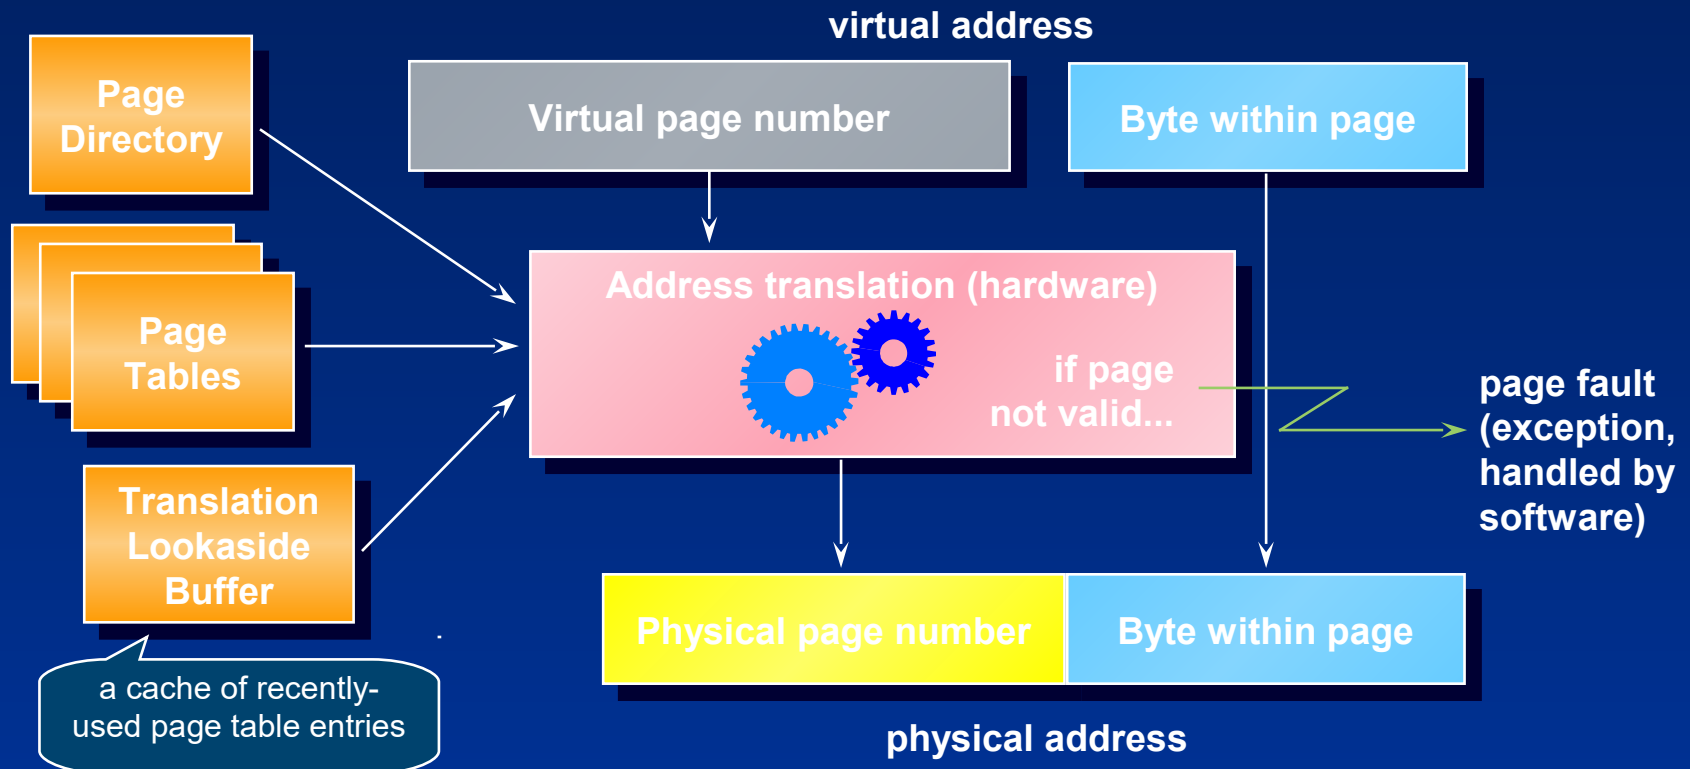 virtual address
Page
Directory
Virtual page number
Byte within page
Address translation (hardware)
Page
Tables
if page
not valid...
page fault
(exception,
handled by
software)
Translation
Lookaside
Buffer
Physical page number
Byte within page
a cache of recently-
used page table entries
physical address